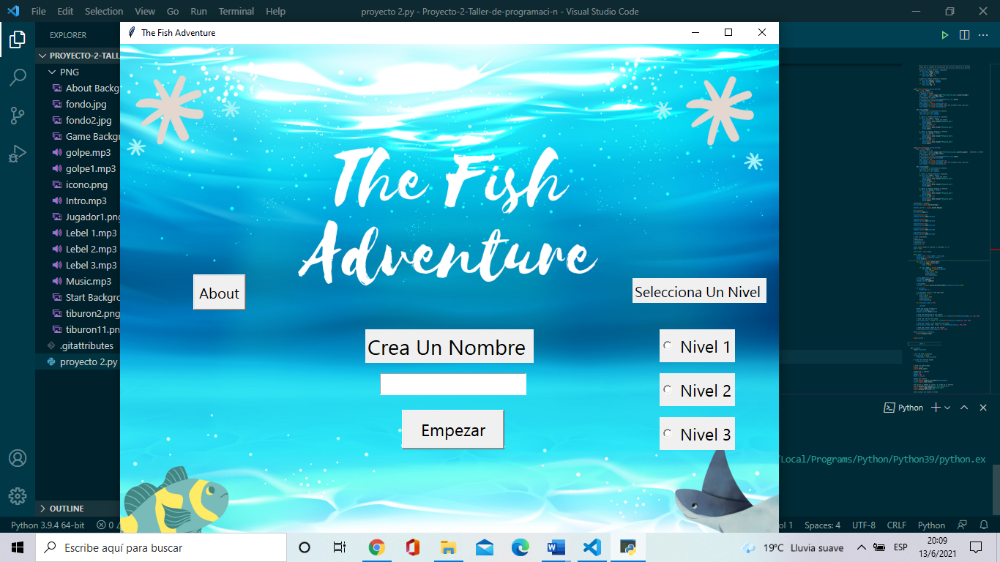 File Edit Selection View Go Run Terminal Help
proyecto 2.py - Proyecto-2-Taller-de-programaci-n - Visual Studio Code
EXPLORER
The Fish Adventure
PROYECTO-2-TALL
PNG
About Backg
fondo.jpg
fondo2.jpg
Game Backgr
golpe.mp3
golpe1.mp3
icono.png
Intro.mp3
Jugador1.png
Lebel 1.mp3
Lebel 2.mp3
Lebel 3.mp3
Music.mp3
Start Backgro
tiburon2.png
tiburon11.pn
.gitattributes
proyecto 2.py
OUTLINE
The Fish
Adventure
About
Selecciona Un Nivel
Crea Un Nombre
Nivel 1
Nivel 2
Empezar
Nivel 3
Python
/Local/Programs/Python/Python39/python.ex
Python 3.9.4 64-bit
0
ol 1
Spaces: 4
UTF-8
CRLF
Python
Escribe aquí para buscar
19°C Lluvia suave
ESP
20:09
13/6/2021